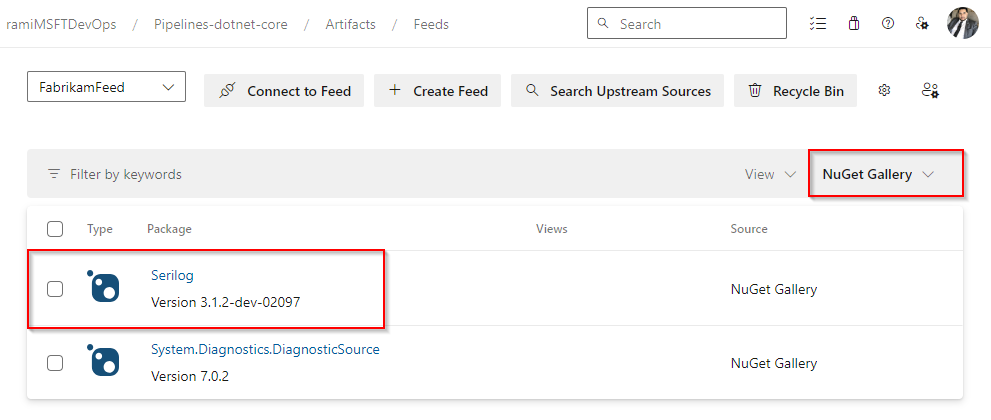 ramiMSFTDevOps / Pipelines-dotnet-core / Artifacts / Feeds Search
FabrikamFeed Connect to Feed Create Feed Search Upstream Sources Recycle Bin
Filter by keywords View NuGet Gallery
Type Package Views Source
Serilog
Version 3.1.2-dev-02097 NuGet Gallery
System.Diagnostics.DiagnosticSource
Version 7.0.2 NuGet Gallery